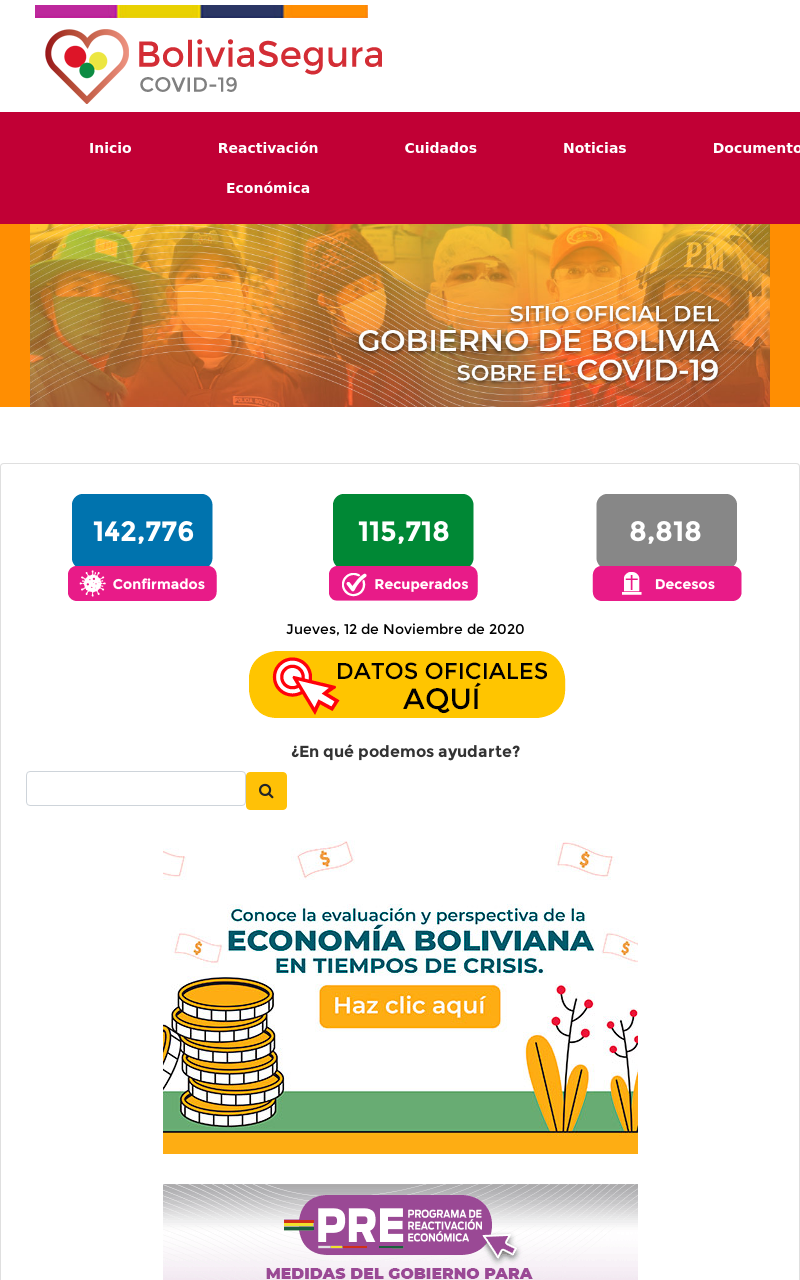 BoliviaSegura
COVID-19
Inicio
Reactivación
Económica
Cuidados
Noticias
Documento
PM
SITIO OFICIAL DEL
GOBIERNO DE BOLIVIA
SOBRE EL COVID-19
142,776
Confirmados
115,718
Recuperados
8,818
Decesos
Jueves, 12 de Noviembre de 2020
DATOS OFICIALES
AQUÍ
¿En qué podemos ayudarte?
Conoce la evaluación y perspectiva de la
ECONOMÍA BOLIVIANA
EN TIEMPOS DE CRISIS.
Haz clic aquí
PRE
PROGRAMA DE
REACTIVACIÓN
ECONÓMICA
MEDIDAS DEL GOBIERNO PARA